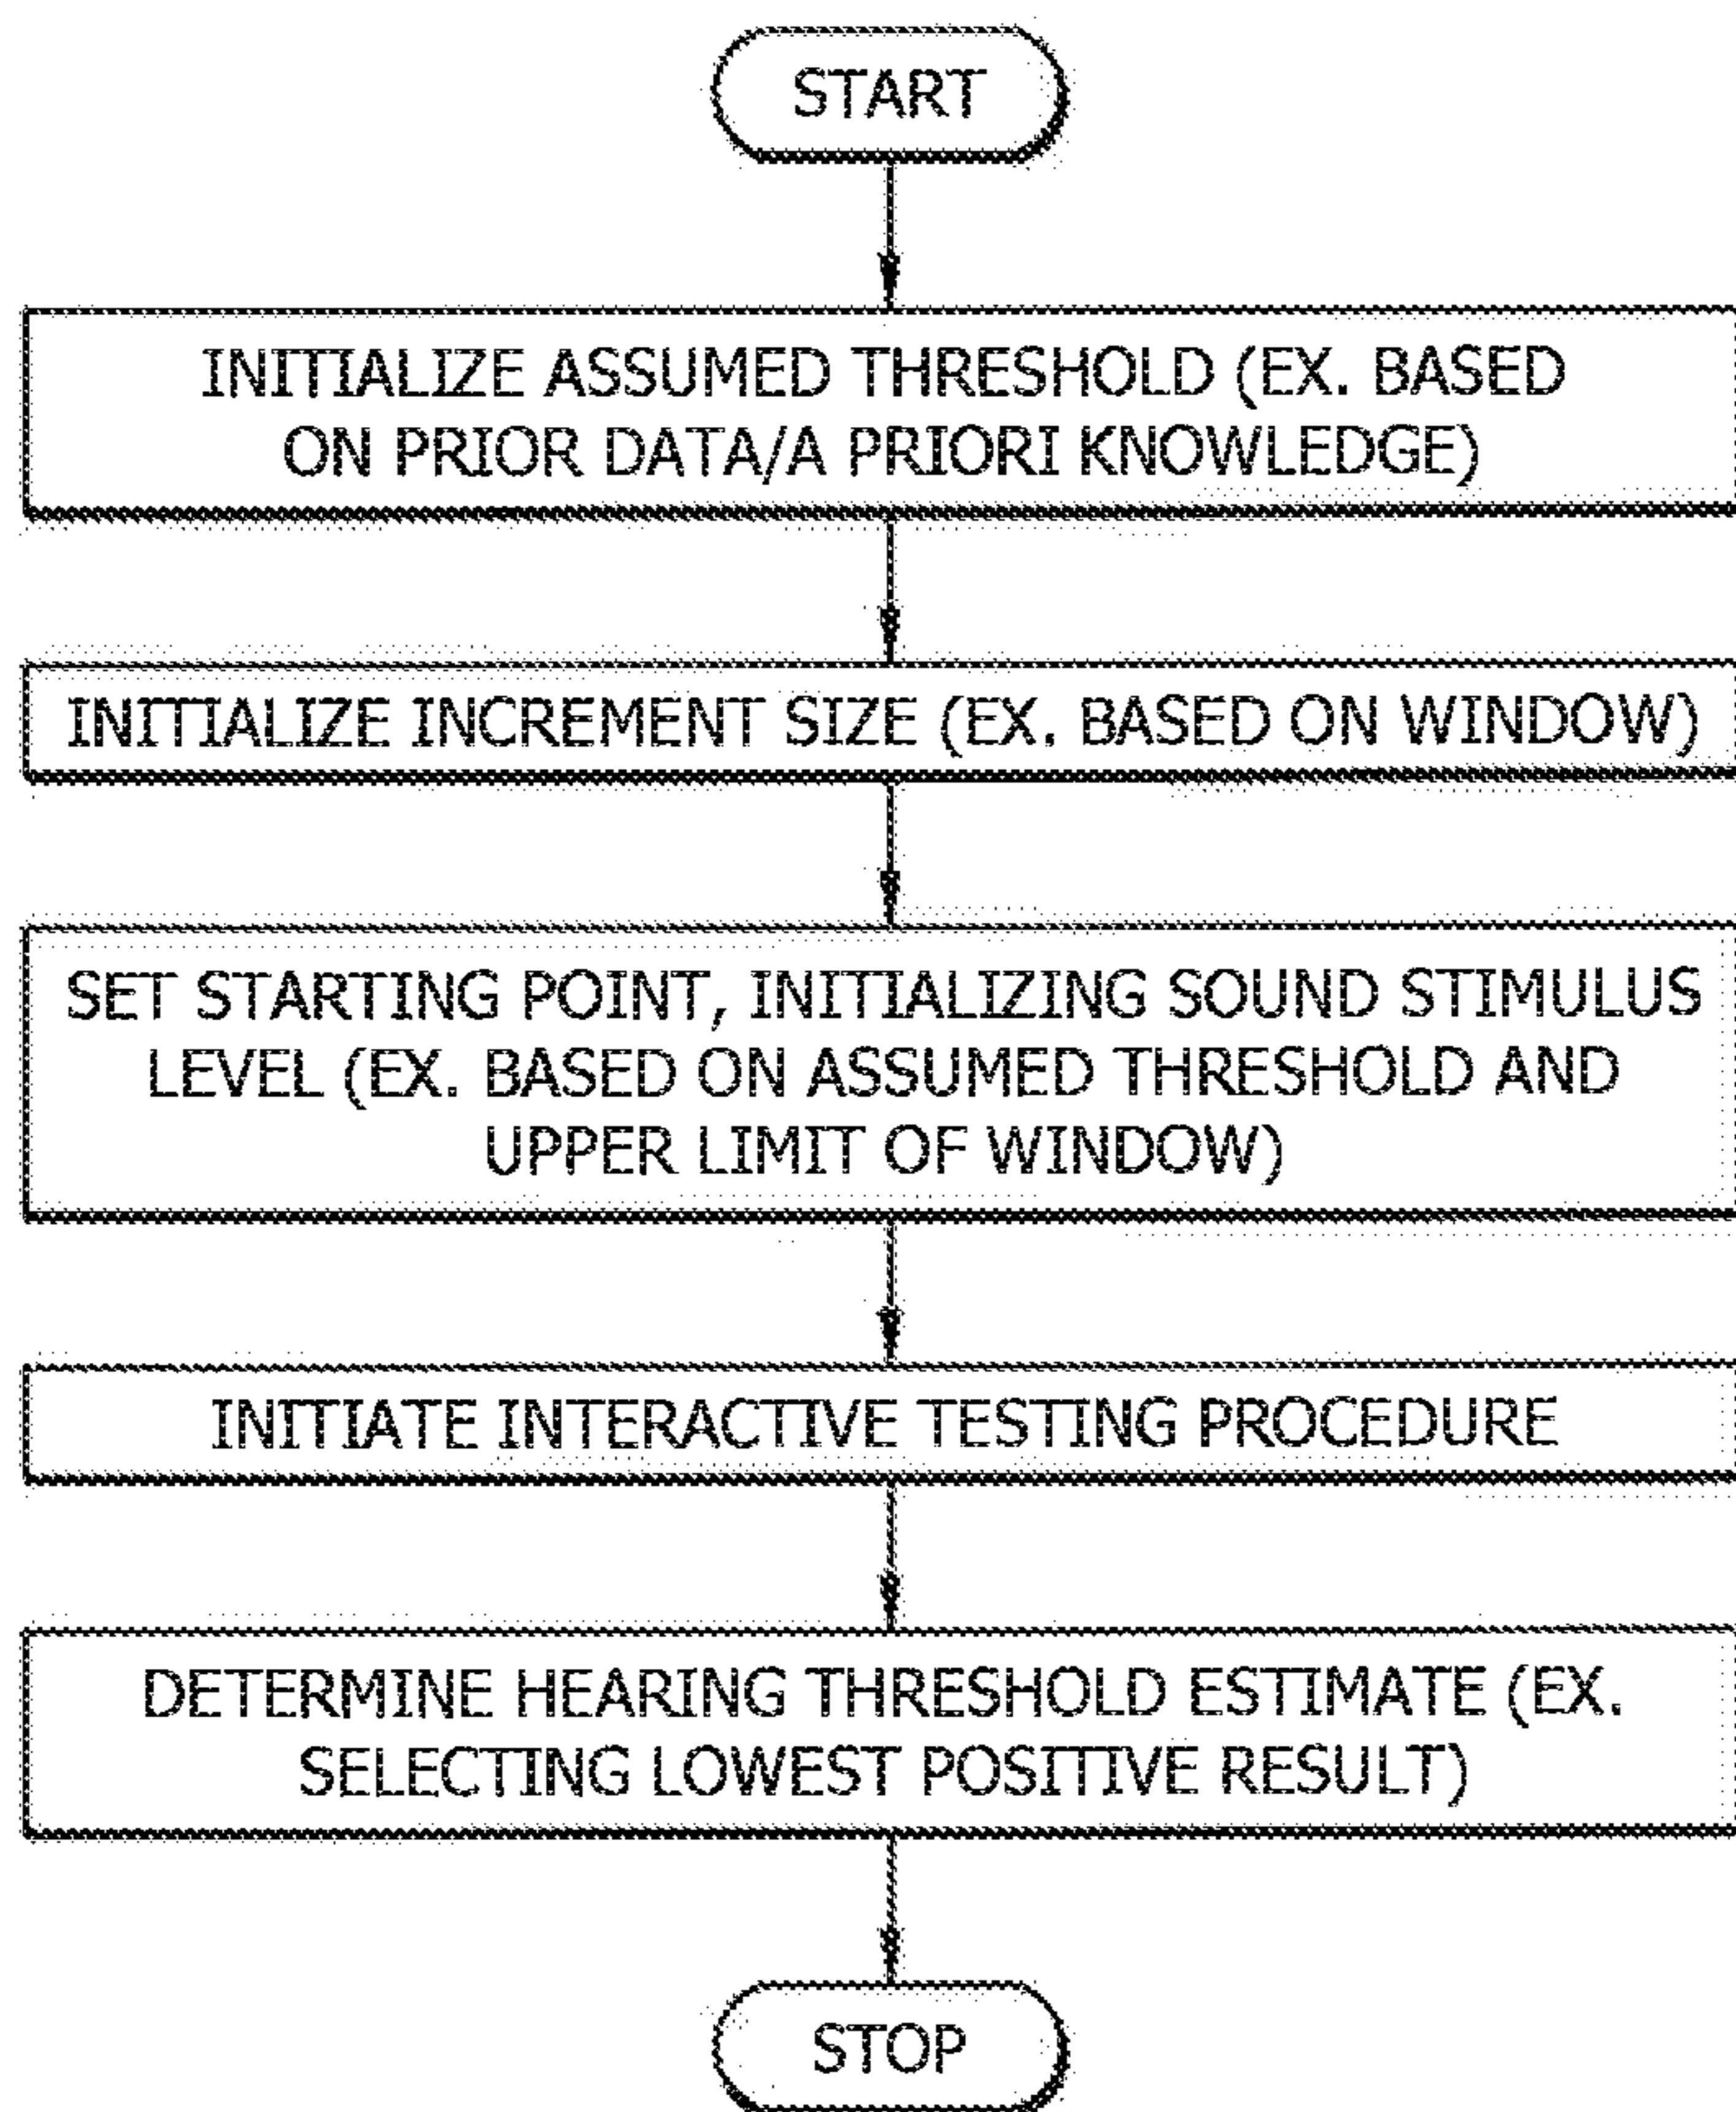 START
INITIALIZE ASSUMED THRESHOLD (EX. BASED
ON PRIOR DATA/A PRIORI KNOWLEDGE)
INITIALIZE INCREMENT SIZE (EX. BASED ON WINDOW)
SET STARTING POINT, INITIALIZING SOUND STIMULUS
LEVEL (EX. BASED ON ASSUMED THRESHOLD AND
UPPER LIMIT OF WINDOW)
INITIATE INTERACTIVE TESTING PROCEDURE
DETERMINE HEARING THRESHOLD ESTIMATE (EX.
SELECTING LOWEST POSITIVE RESULT)
STOP